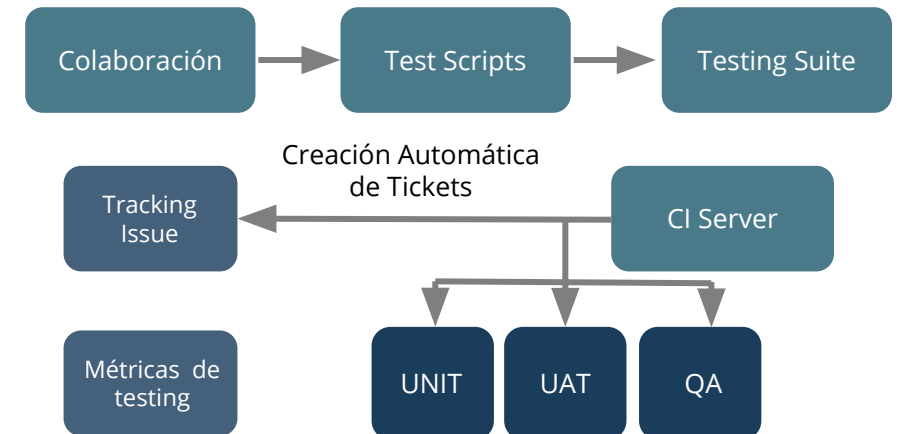 Colaboración
Test Scripts
Testing Suite
Creación Automática
de Tickets
Tracking
Issue
CI Server
Métricas de
testing
UNIT
UAT
QA